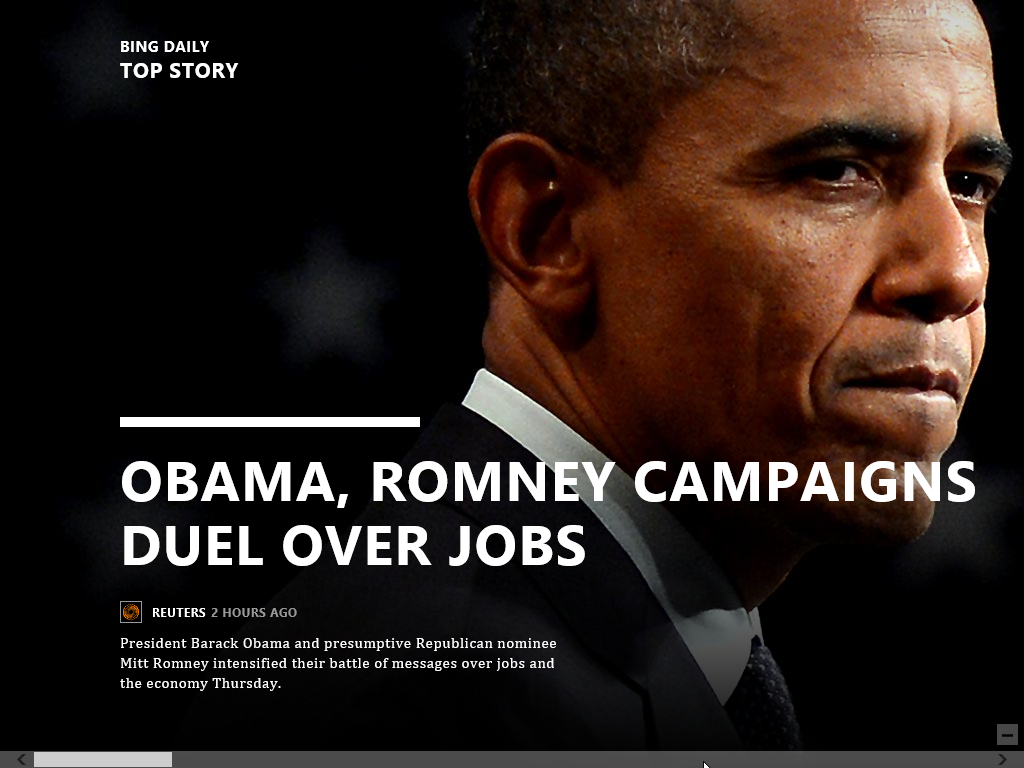 BING DAILY
TOP STORY
OBAMA, ROMNEY CAMPAIGNS
DUEL OVER JOBS
REUTERS 2 HOURS AGO
President Barack Obama and presumptive Republican nominee
Mitt Romney intensified their battle of messages over jobs and
the economy Thursday.